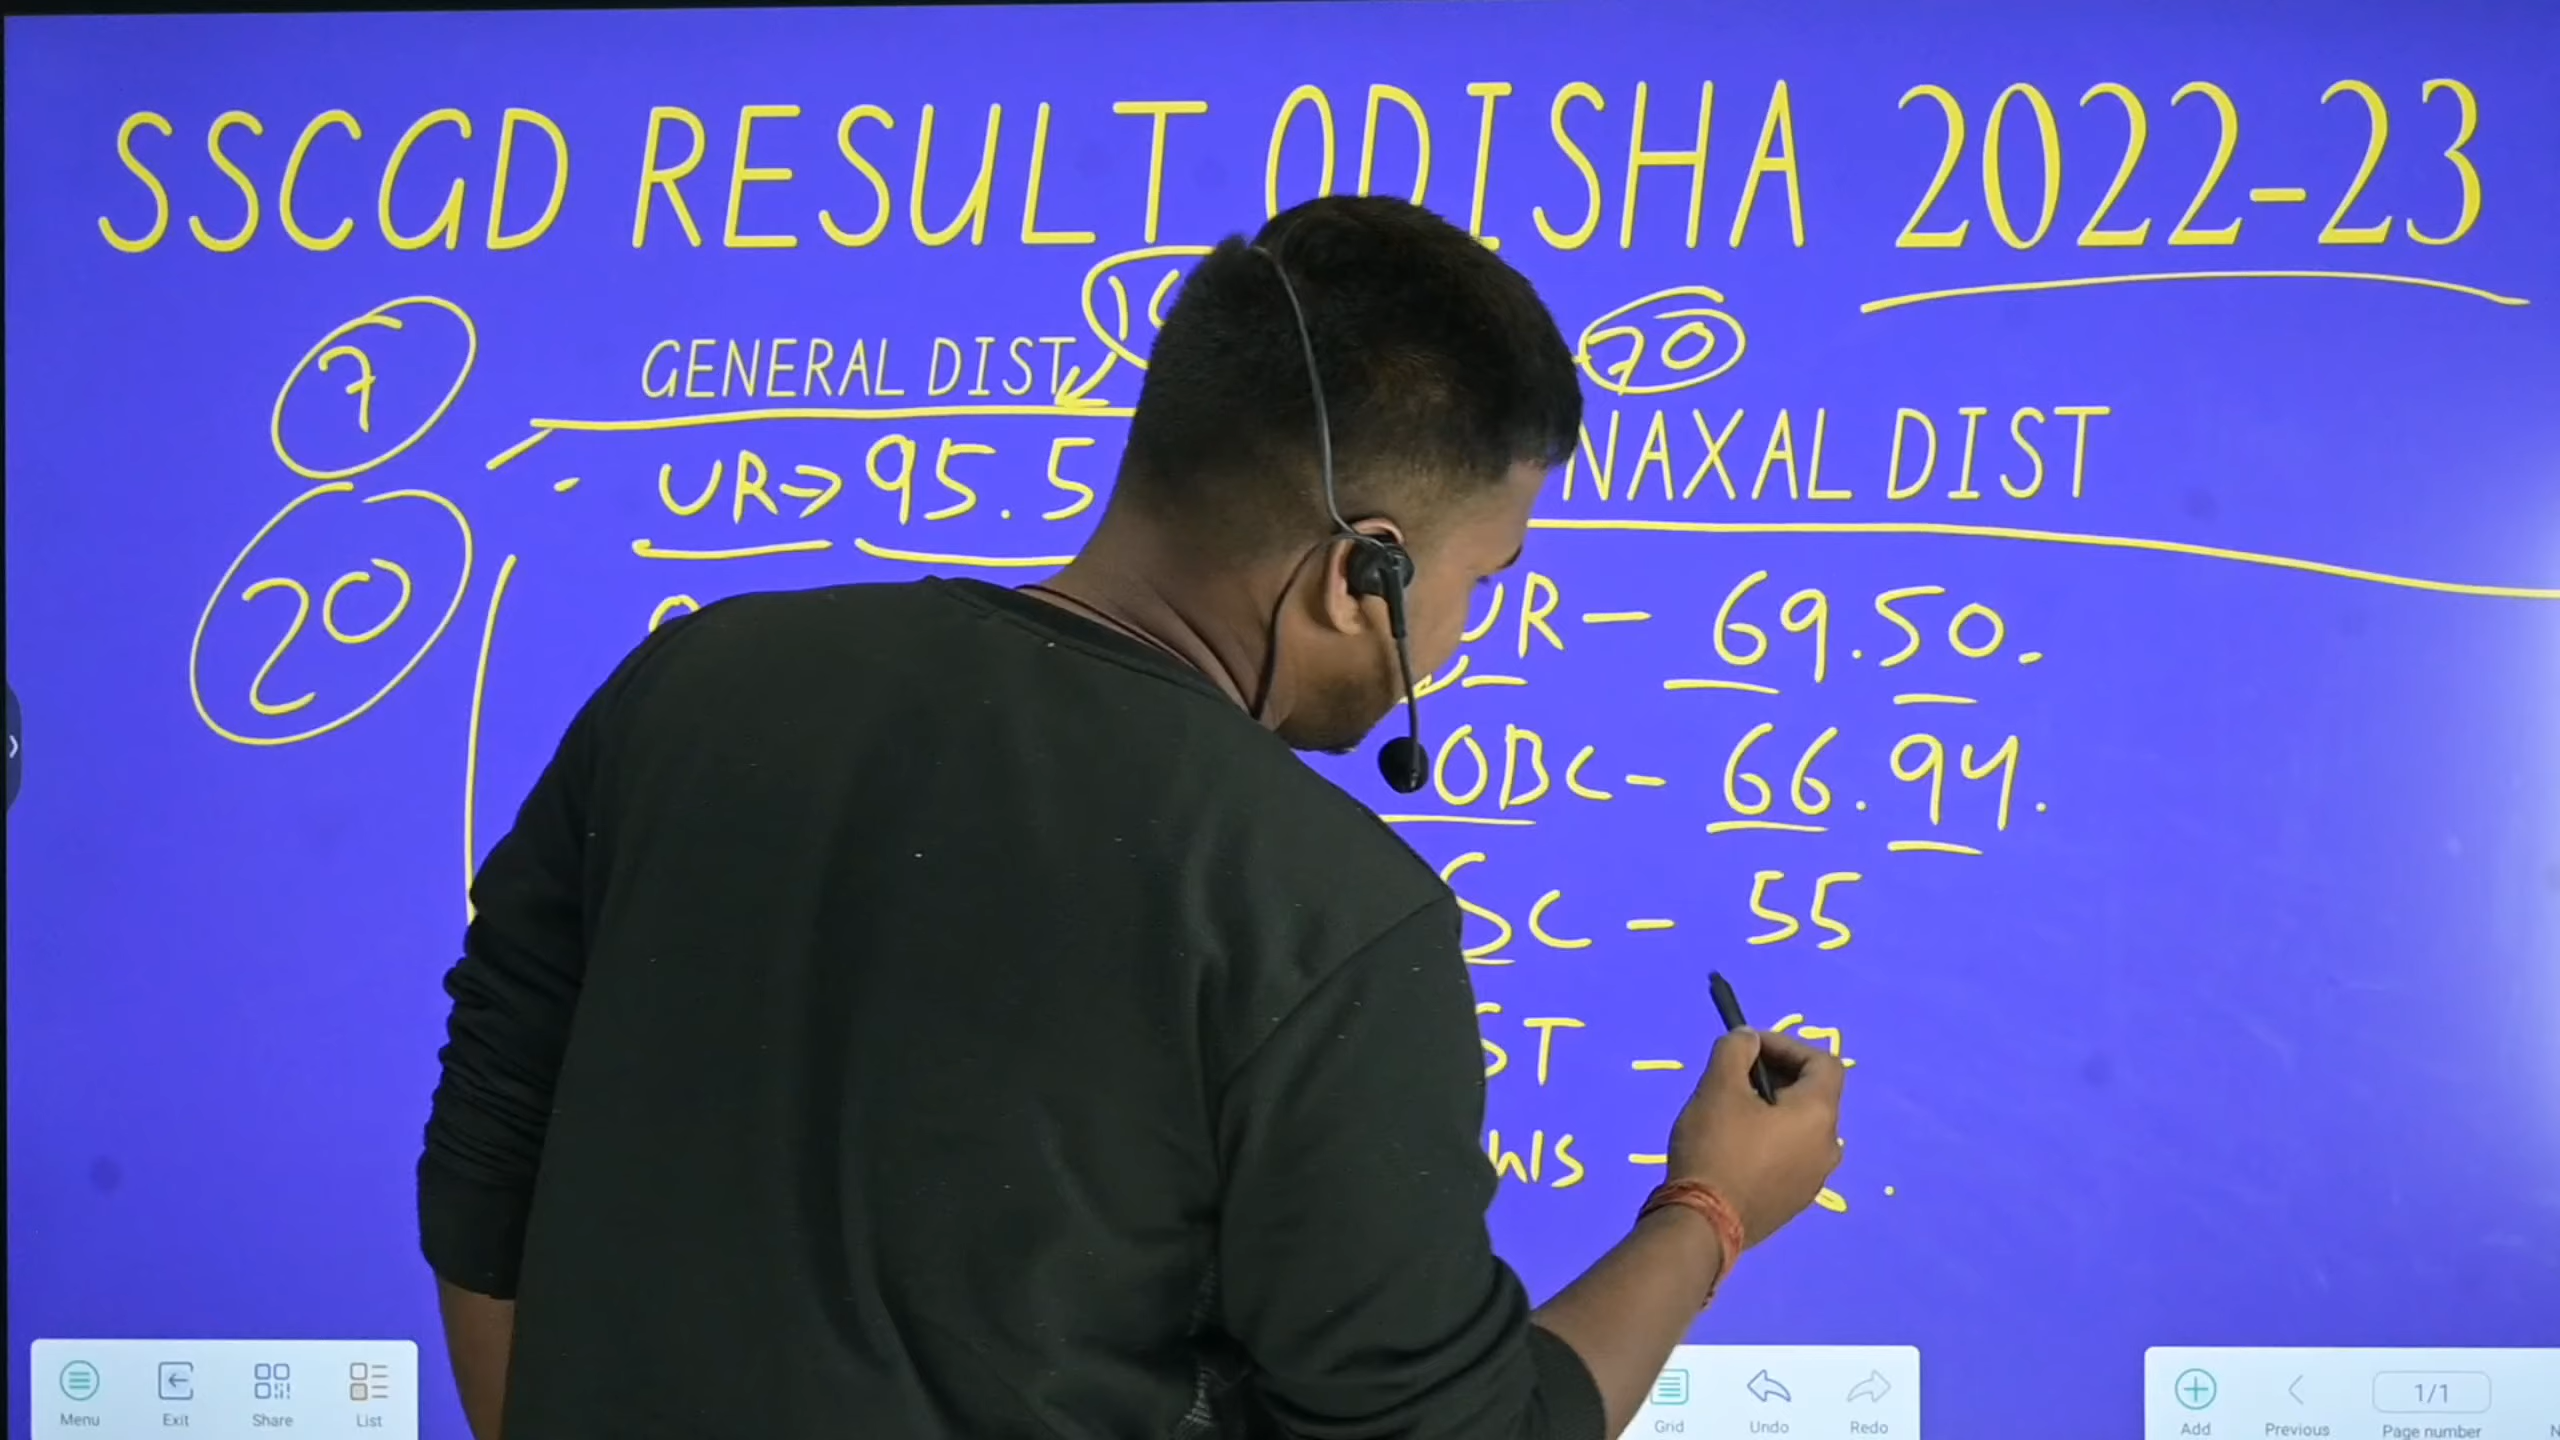 SSCGD RESULT ODISHA 2022-23
7
20
GENERAL DIST
UR → 95.5
70
NAXAL DIST
UR - 69.50.
OBC - 66.94.
SC - 55
ST -
Menu
Exit
Share
List
Grid
Undo
Redo
Add
Previous
1/1
Page number